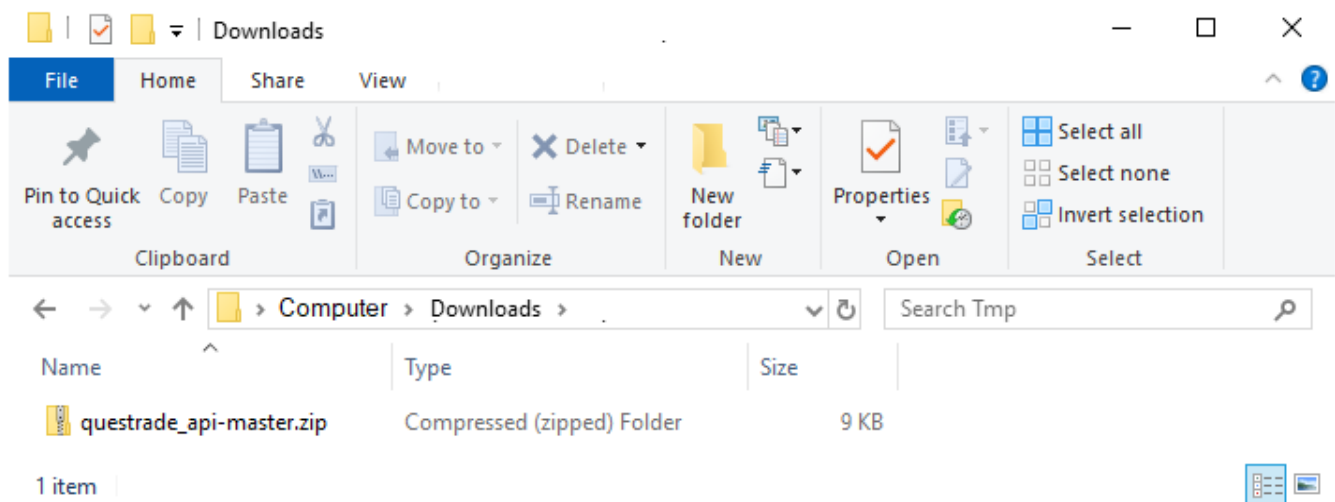 Downloads
File Home Share View
Pin to Quick access
Copy
Paste
Move to
Copy to
Delete
Rename
New folder
Properties
Select all
Select none
Invert selection
Clipboard Organize New Open Select
Computer > Downloads > Search Tmp
Name Type Size
questrade_api-master.zip Compressed (zipped) Folder 9 KB
1 item